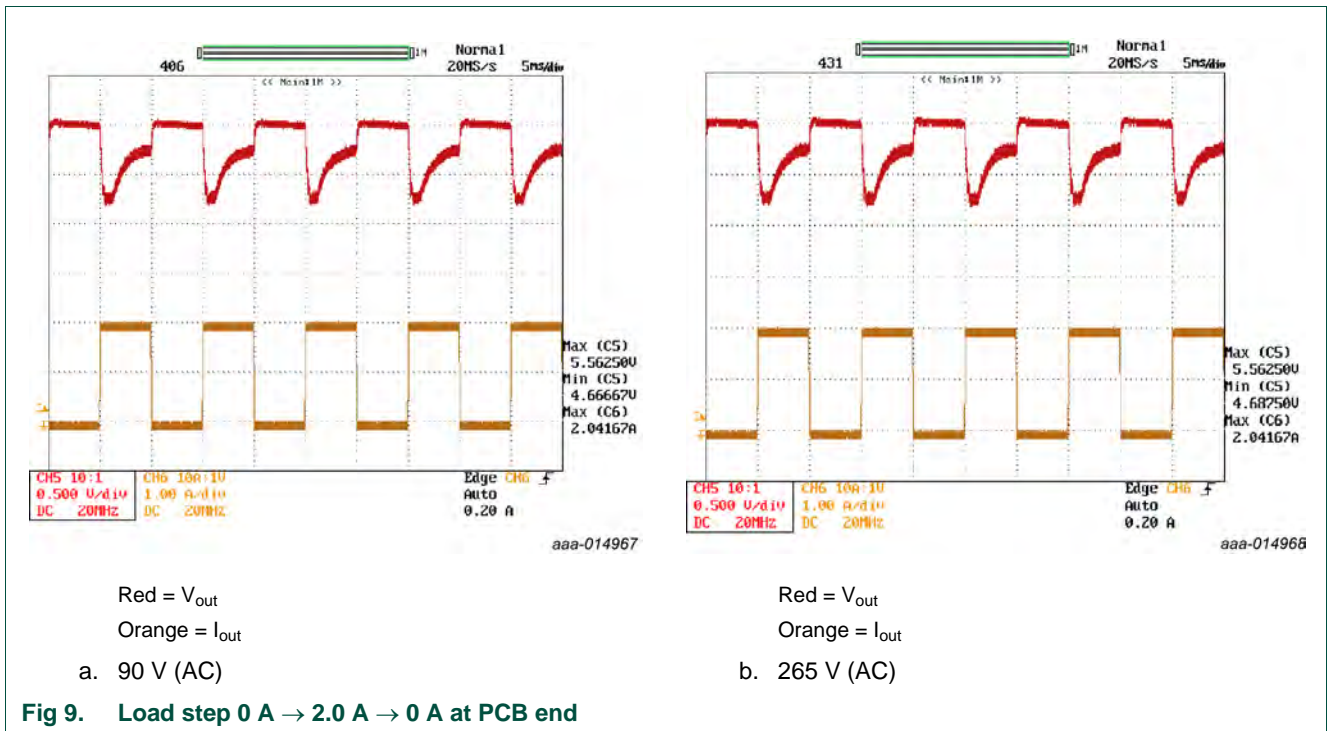 406
Normal
20MS/s
5ms/div
<< Main:1M >>
Max (C5)
5.56250V
Min (C5)
4.66667V
Max (C6)
2.04167A
CH5 10:1
0.500 V/div
DC 20MHz
CH6 10A:1V
1.00 A/div
DC 20MHz
Edge CH6
Auto
0.20 A
aaa-014967
Red = Vout
Orange = Iout
a. 90 V (AC)
431
Normal
20MS/s
5ms/div
<< Main:1M >>
Max (C5)
5.56250V
Min (C5)
4.68750V
Max (C6)
2.04167A
CH5 10:1
0.500 V/div
DC 20MHz
CH6 10A:1V
1.00 A/div
DC 20MHz
Edge CH6
Auto
0.20 A
aaa-014968
Red = Vout
Orange = Iout
b. 265 V (AC)
Fig 9. Load step 0 A → 2.0 A → 0 A at PCB end